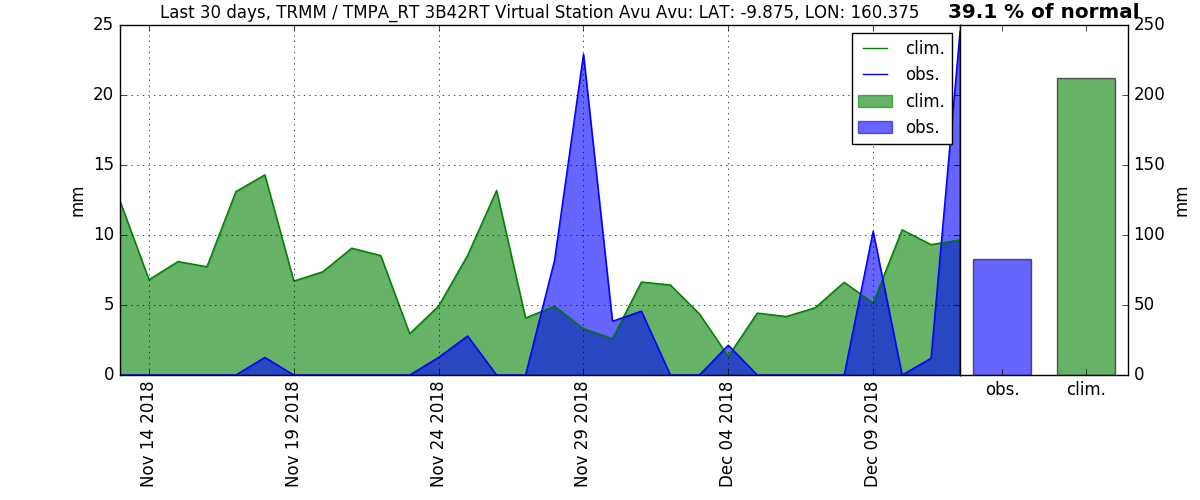 Last 30 days, TRMM / TMPA_RT 3B42RT Virtual Station Avu Avu: LAT: -9.875, LON: 160.375
39.1 % of normal
25
20
15
10
5
0
mm
clim.
obs.
clim.
obs.
250
200
150
100
50
0
mm
Nov 14 2018
Nov 19 2018
Nov 24 2018
Nov 29 2018
Dec 04 2018
Dec 09 2018
obs.
clim.